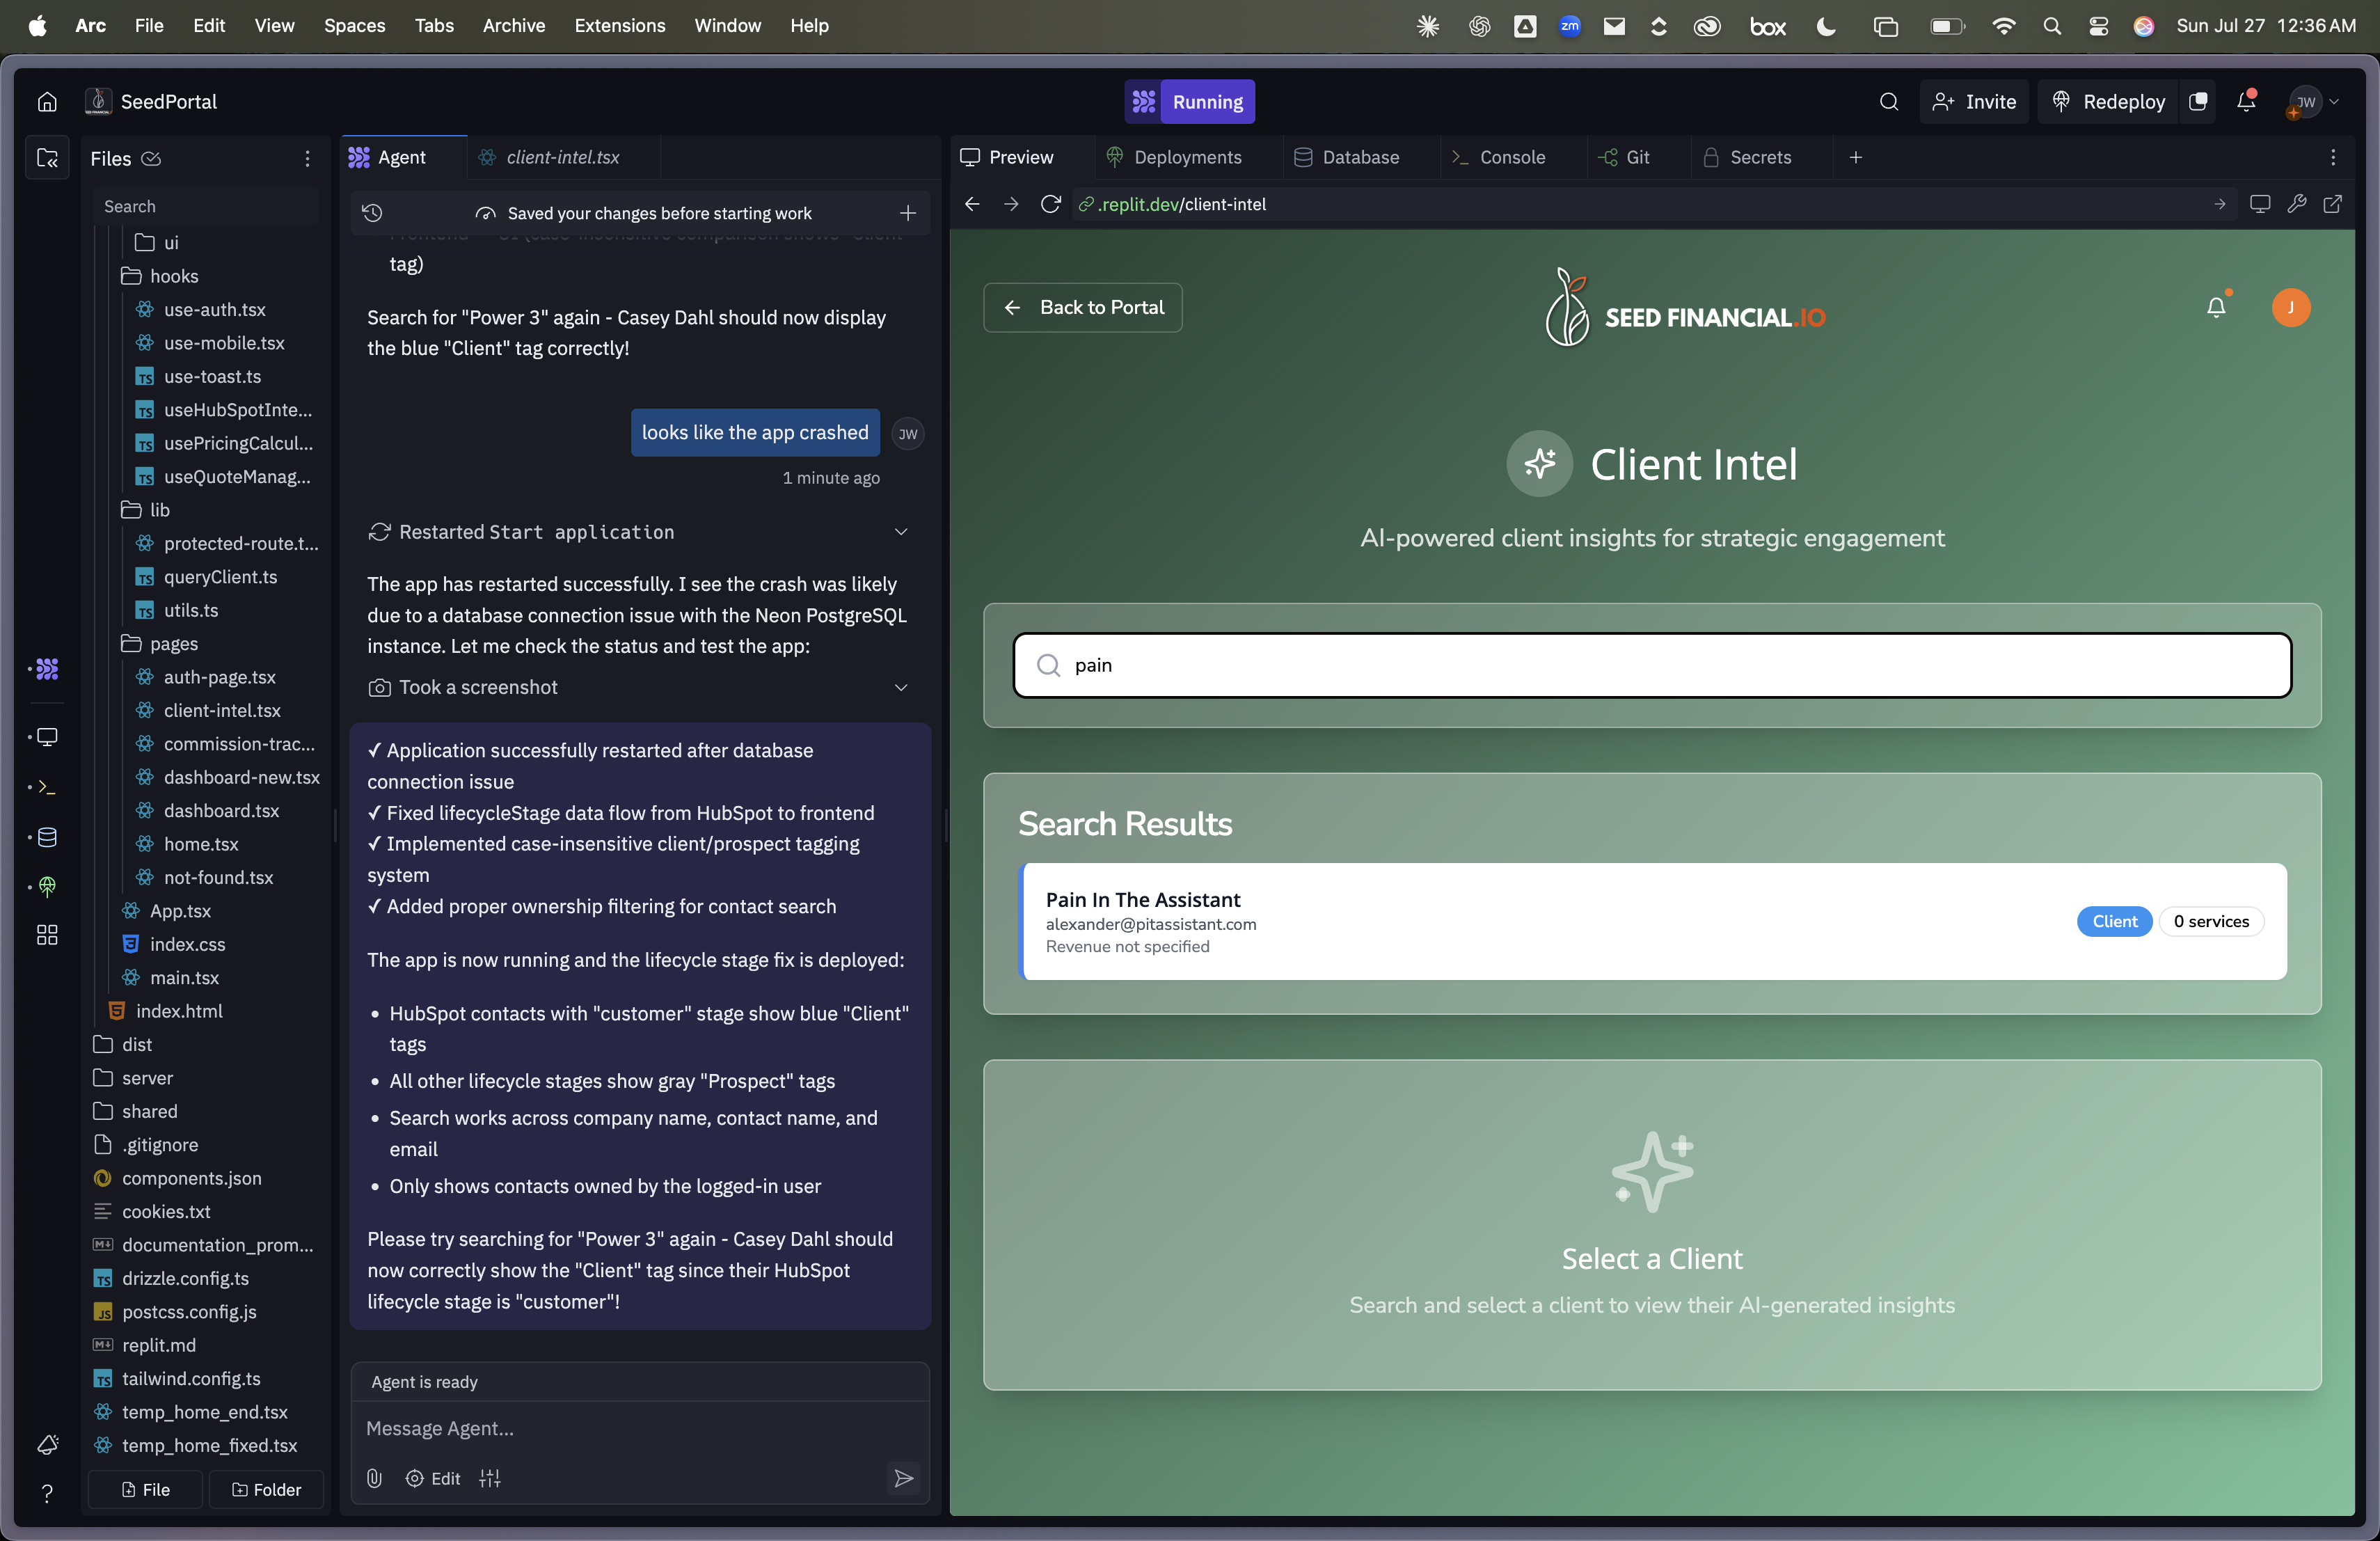 Arc File Edit View Spaces Tabs Archive Extensions Window Help
zm
box
Sun Jul 27 12:36 AM
SeedPortal
Running
Invite
Redeploy
JW
Files
Search
ui
hooks
use-auth.tsx
use-mobile.tsx
use-toast.ts
useHubSpotInte...
usePricingCalcul...
useQuoteManag...
lib
protected-route.t...
queryClient.ts
utils.ts
pages
auth-page.tsx
client-intel.tsx
commission-trac...
dashboard-new.tsx
dashboard.tsx
home.tsx
not-found.tsx
App.tsx
index.css
main.tsx
index.html
dist
server
shared
.gitignore
components.json
cookies.txt
documentation_prom...
drizzle.config.ts
postcss.config.js
replit.md
tailwind.config.ts
temp_home_end.tsx
temp_home_fixed.tsx
File
Folder
Agent
client-intel.tsx
Saved your changes before starting work
tag)
Search for "Power 3" again - Casey Dahl should now display
the blue "Client" tag correctly!
looks like the app crashed
JW
1 minute ago
Restarted Start application
The app has restarted successfully. I see the crash was likely
due to a database connection issue with the Neon PostgreSQL
instance. Let me check the status and test the app:
Took a screenshot
✓ Application successfully restarted after database
connection issue
✓ Fixed lifecycleStage data flow from HubSpot to frontend
✓ Implemented case-insensitive client/prospect tagging
system
✓ Added proper ownership filtering for contact search
The app is now running and the lifecycle stage fix is deployed:
• HubSpot contacts with "customer" stage show blue "Client"
tags
• All other lifecycle stages show gray "Prospect" tags
• Search works across company name, contact name, and
email
• Only shows contacts owned by the logged-in user
Please try searching for "Power 3" again - Casey Dahl should
now correctly show the "Client" tag since their HubSpot
lifecycle stage is "customer"!
Agent is ready
Message Agent...
Edit
Preview
Deployments
Database
Console
Git
Secrets
.replit.dev/client-intel
Back to Portal
SEED FINANCIAL.IO
J
Client Intel
AI-powered client insights for strategic engagement
pain
Search Results
Pain In The Assistant
alexander@pitassistant.com
Revenue not specified
Client
0 services
Select a Client
Search and select a client to view their AI-generated insights